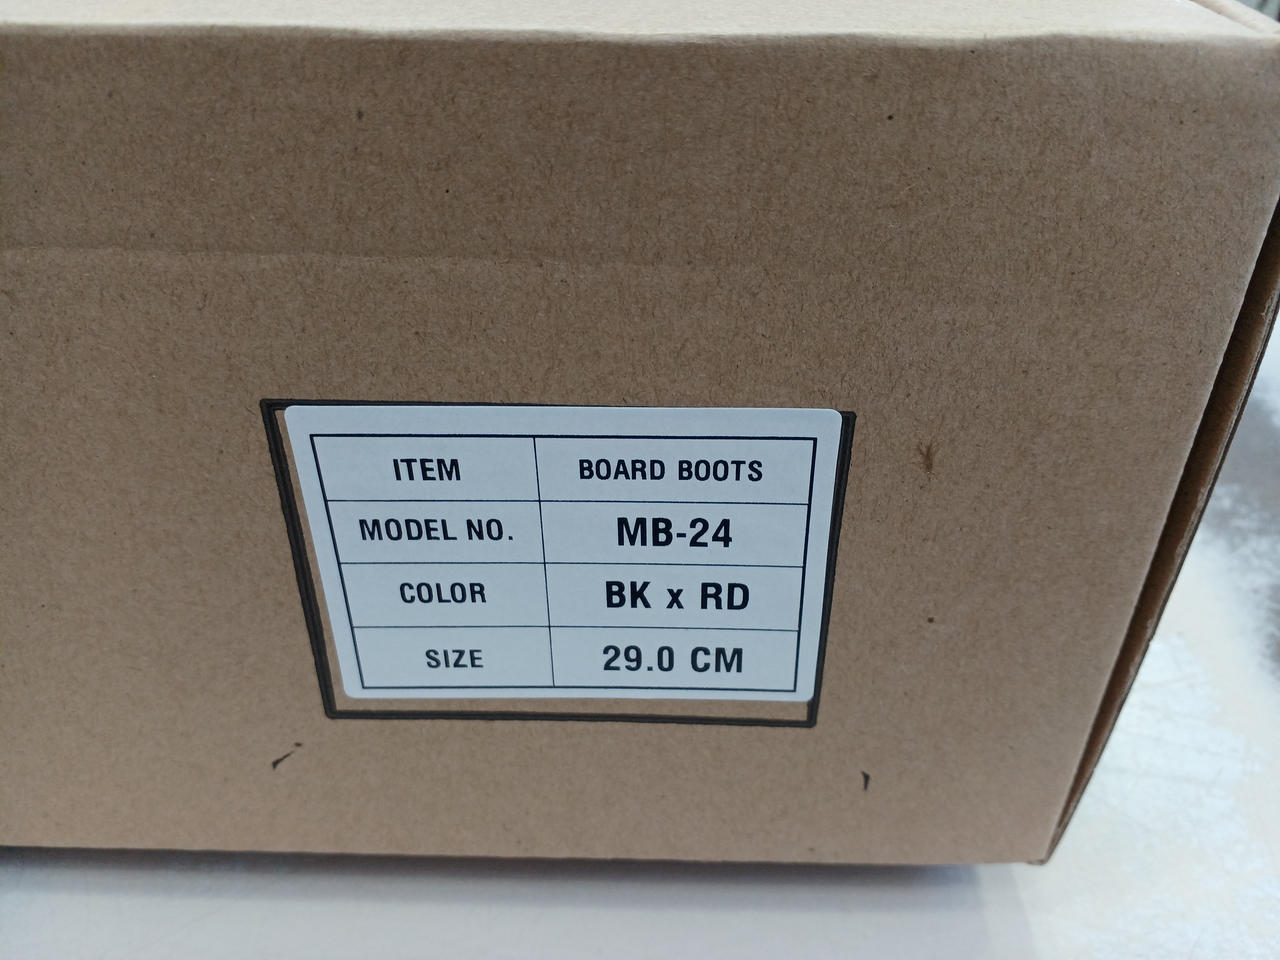 ITEM BOARD BOOTS
MODEL NO. MB-24
COLOR BK x RD
SIZE 29.0 CM